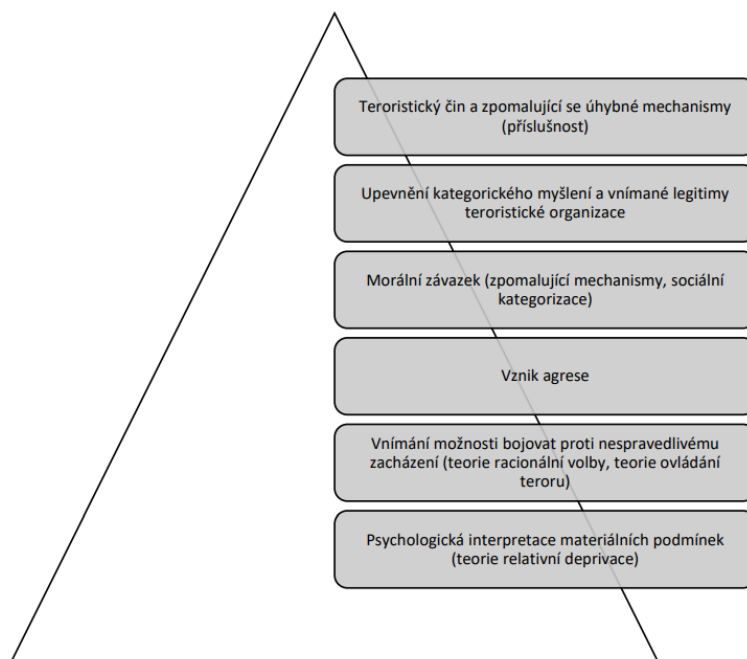 Teroristický čin a zpomalující se úhybné mechanismy
(příslušnost)
Upevnění kategorického myšlení a vnímané legitimy
teroristické organizace
Morální závazek (zpomalující mechanismy, sociální
kategorizace)
Vznik agrese
Vnímání možnosti bojovat proti nespravedlivému
zacházení (teorie racionální volby, teorie ovládání
teroru)
Psychologická interpretace materiálních podmínek
(teorie relativní deprivace)